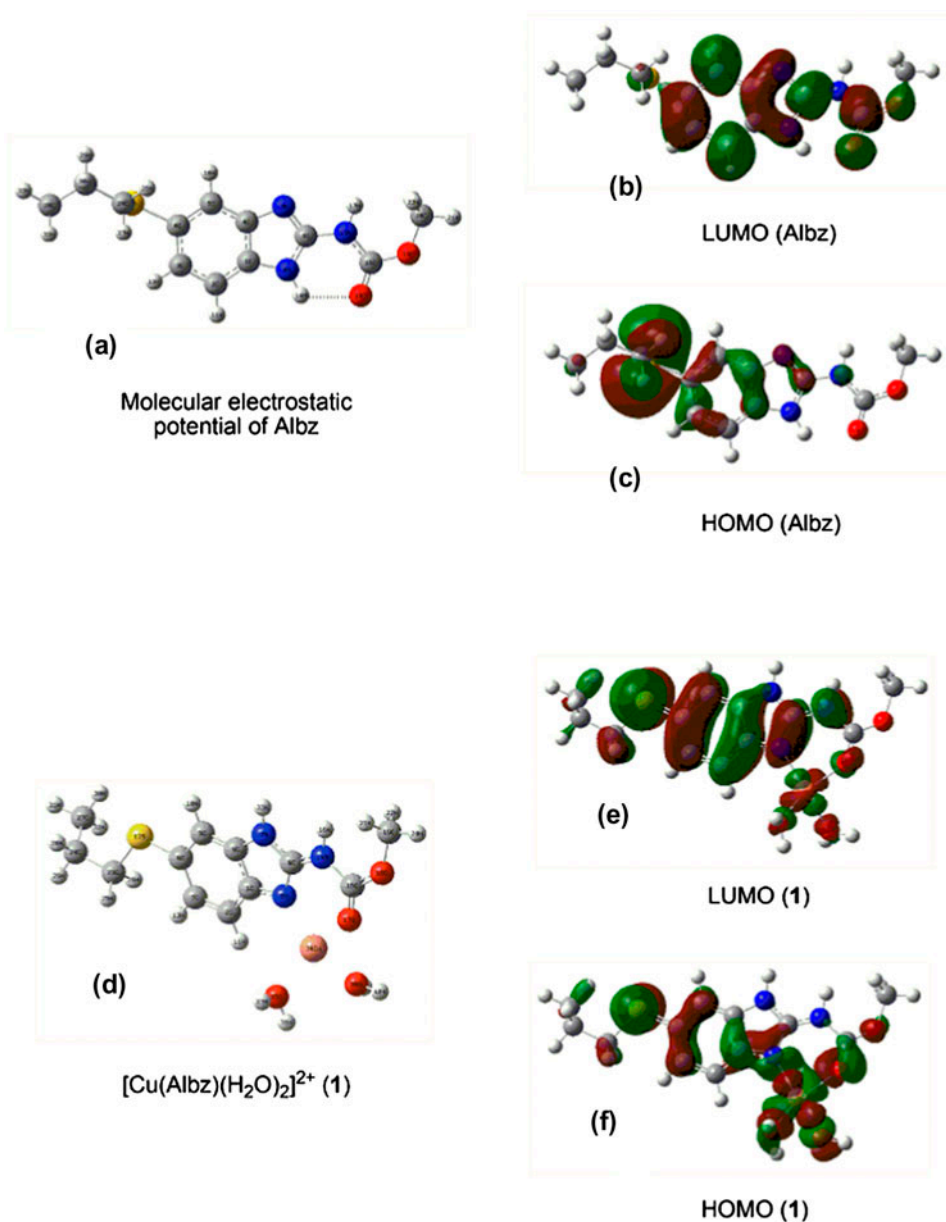 (a)
Molecular electrostatic
potential of Albz
(b)
LUMO (Albz)
(c)
HOMO (Albz)
(d)
[Cu(Albz)(H₂O)₂]²⁺ (1)
(e)
LUMO (1)
(f)
HOMO (1)